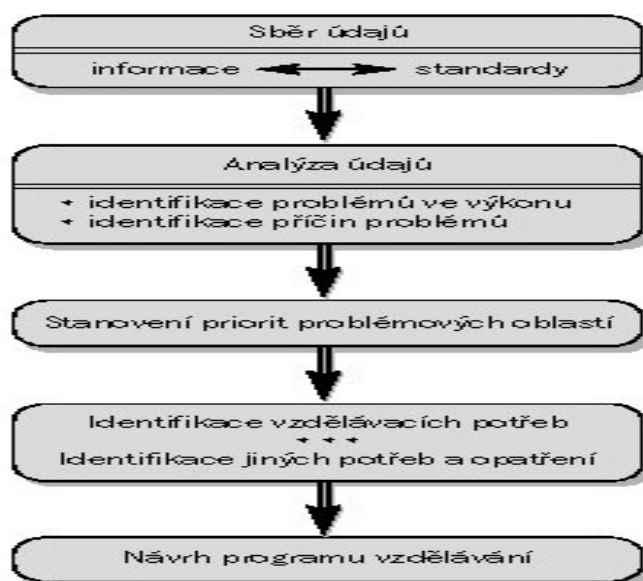 Sběr údajů
informace standardy
Analýza údajů
• identifikace problémů ve výkonu
• identifikace příčin problémů
Stanovení priorit problémových oblastí
Identifikace vzdělávacích potřeb
• • •
Identifikace jiných potřeb a opatření
Návrh programu vzdělávání